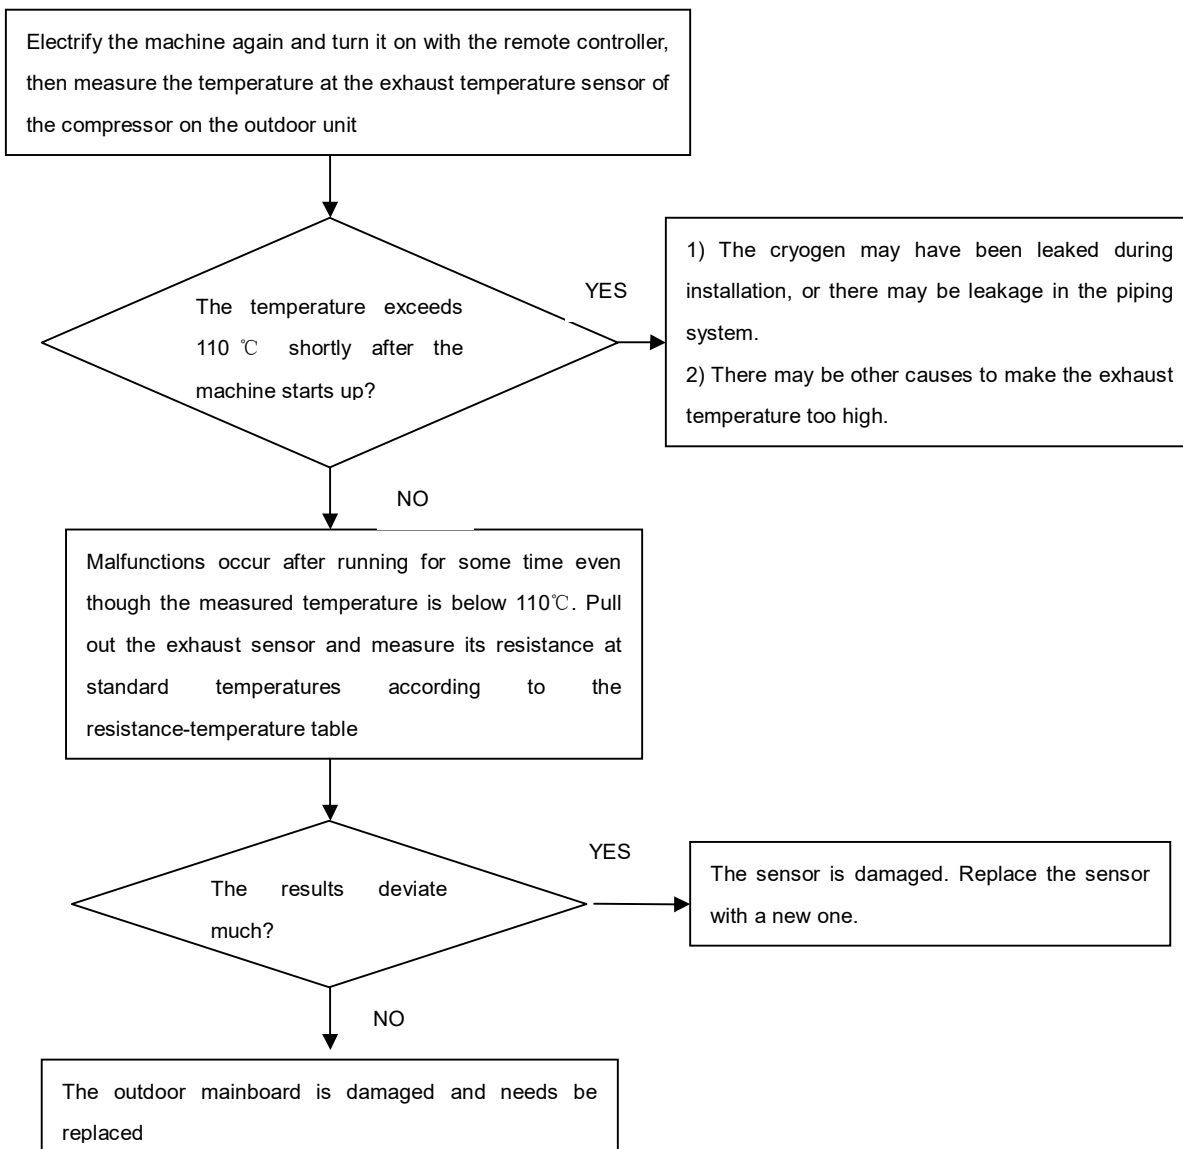 Electrify the machine again and turn it on with the remote controller,
then measure the temperature at the exhaust temperature sensor of
the compressor on the outdoor unit
The temperature exceeds
110 ℃ shortly after the
machine starts up?
YES
1) The cryogen may have been leaked during
installation, or there may be leakage in the piping
system.
2) There may be other causes to make the exhaust
temperature too high.
NO
Malfunctions occur after running for some time even
though the measured temperature is below 110℃. Pull
out the exhaust sensor and measure its resistance at
standard temperatures according to the
resistance-temperature table
The results deviate
much?
YES
The sensor is damaged. Replace the sensor
with a new one.
NO
The outdoor mainboard is damaged and needs be
replaced